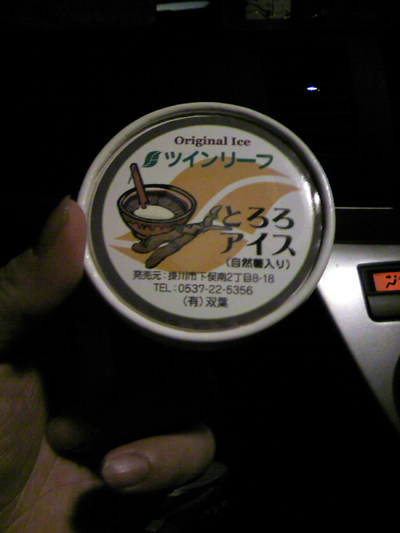 Original Ice
ツインリーフ
とろろ
アイス
(自然薯入り)
発売元:掛川市下俣南2丁目8-18
TEL:0537-22-5356
(有)双葉